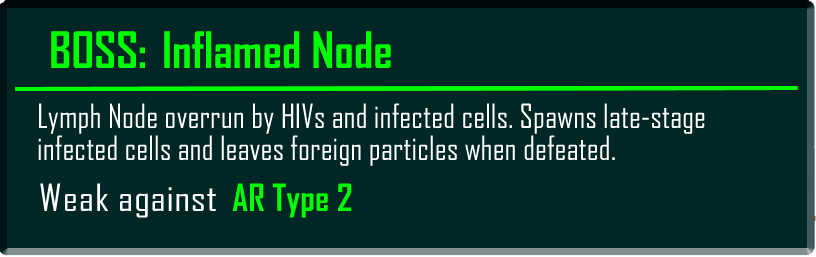 BOSS: Inflamed Node
Lymph Node overrun by HIVs and infected cells. Spawns late-stage
infected cells and leaves foreign particles when defeated.
Weak against AR Type 2